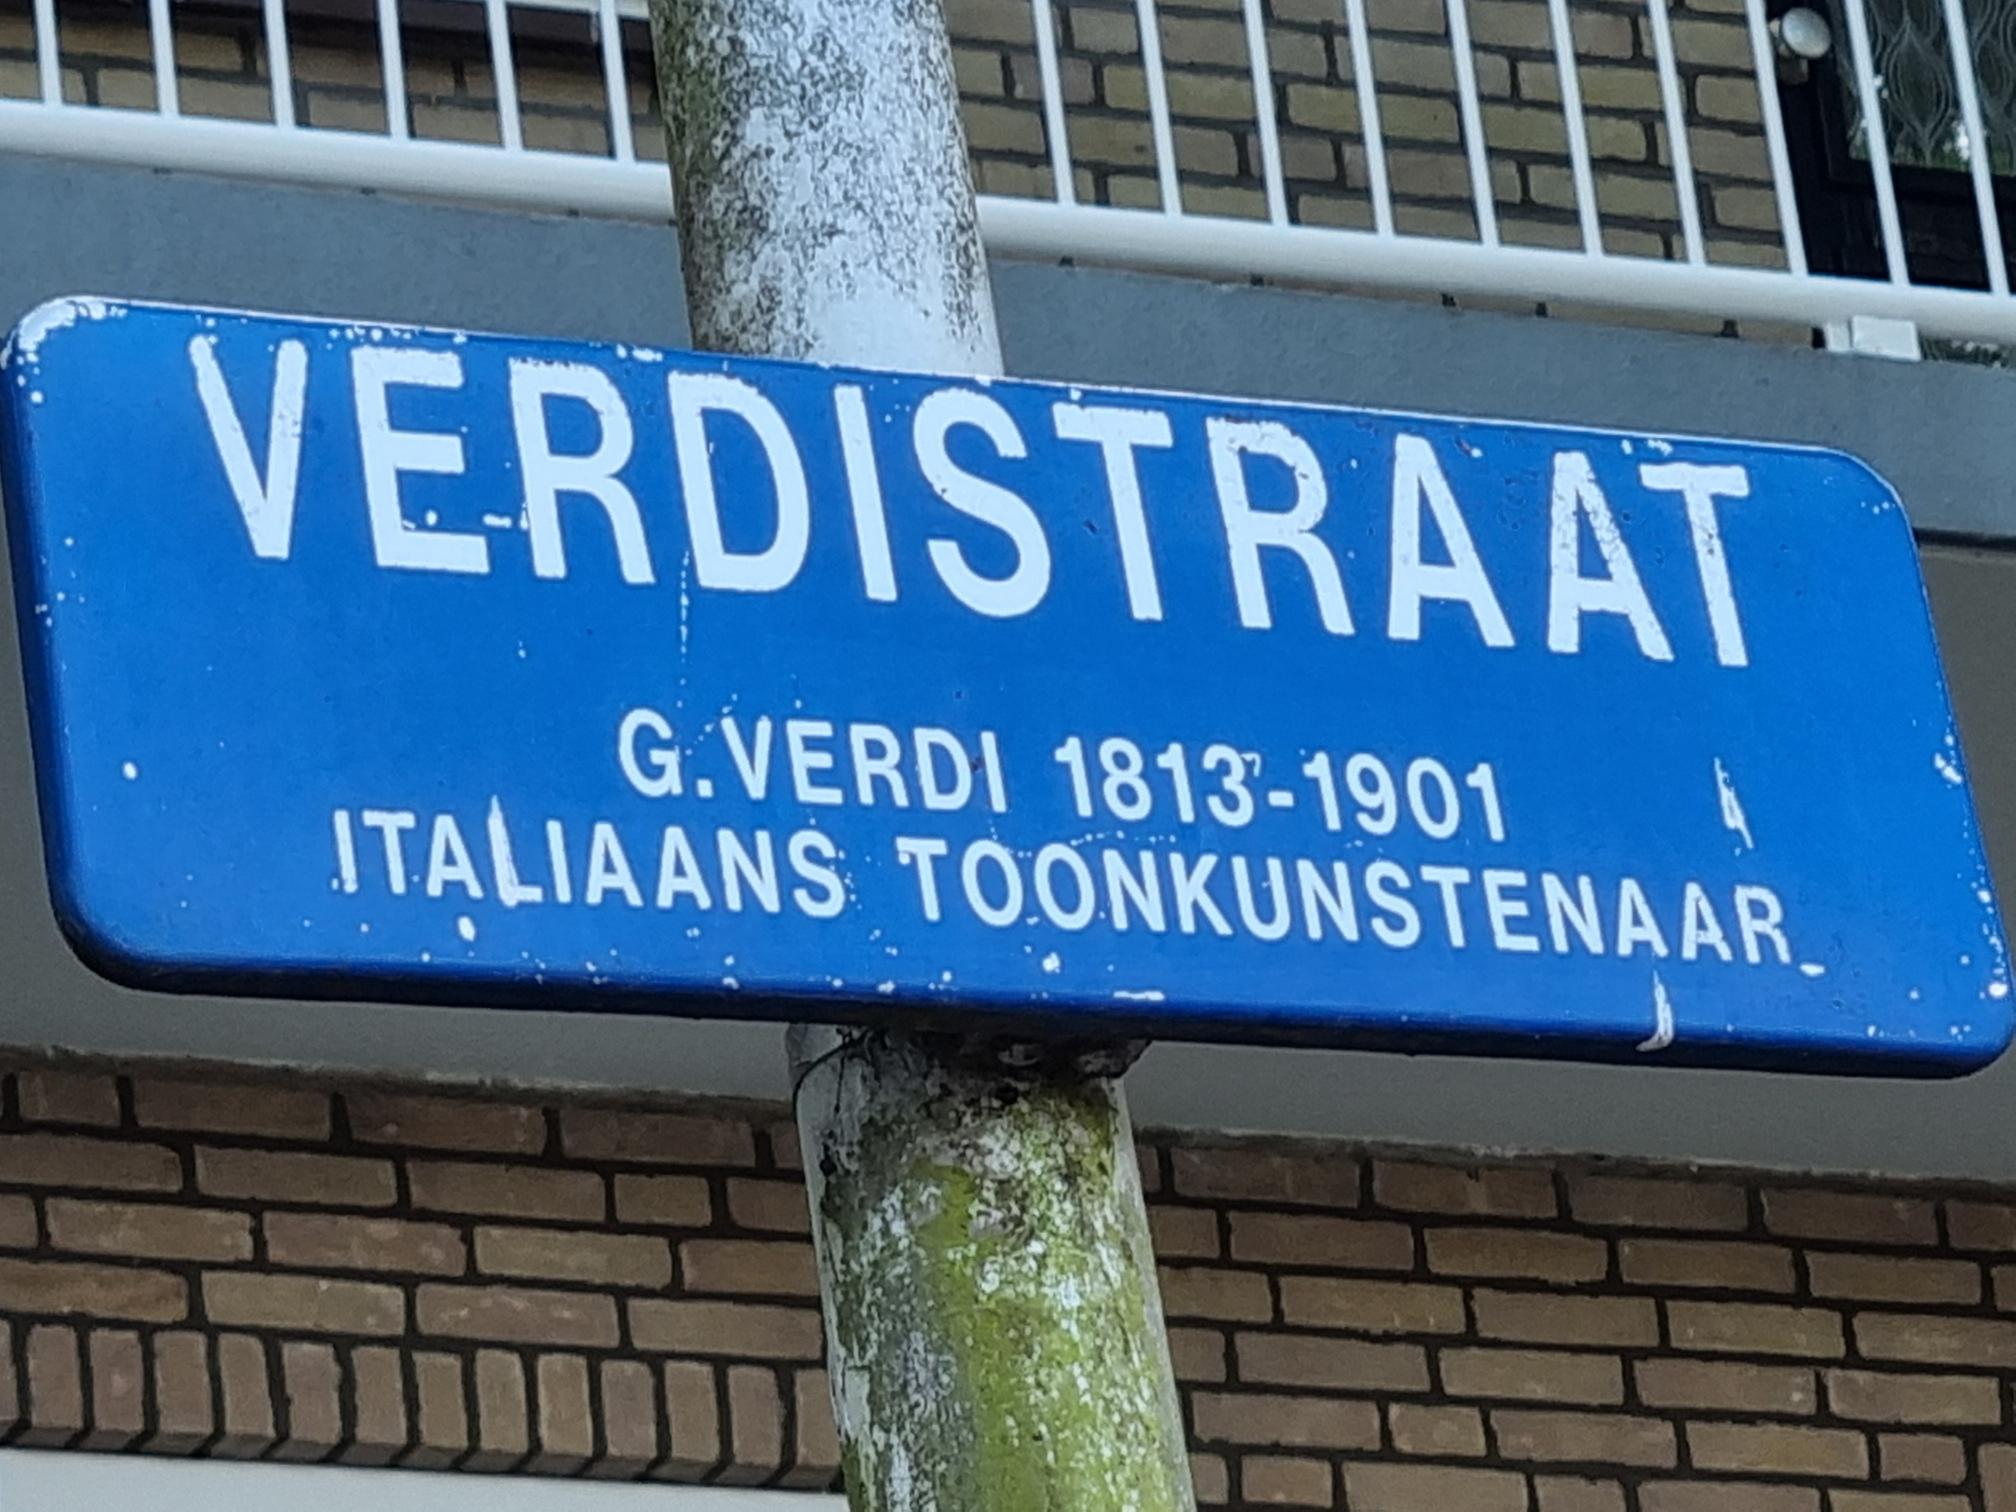 VERDISTRAAT
G.VERDI 1813-1901
ITALIAANS TOONKUNSTENAAR